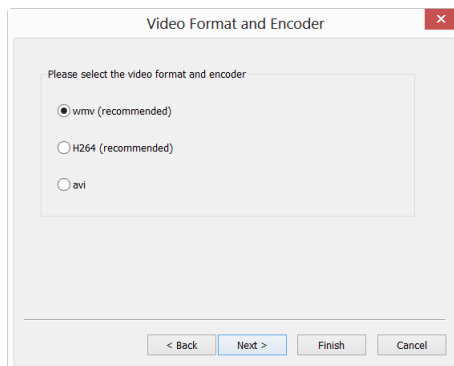 Video Format and Encoder
Please select the video format and encoder
wmv (recommended)
H264 (recommended)
avi
< Back Next > Finish Cancel